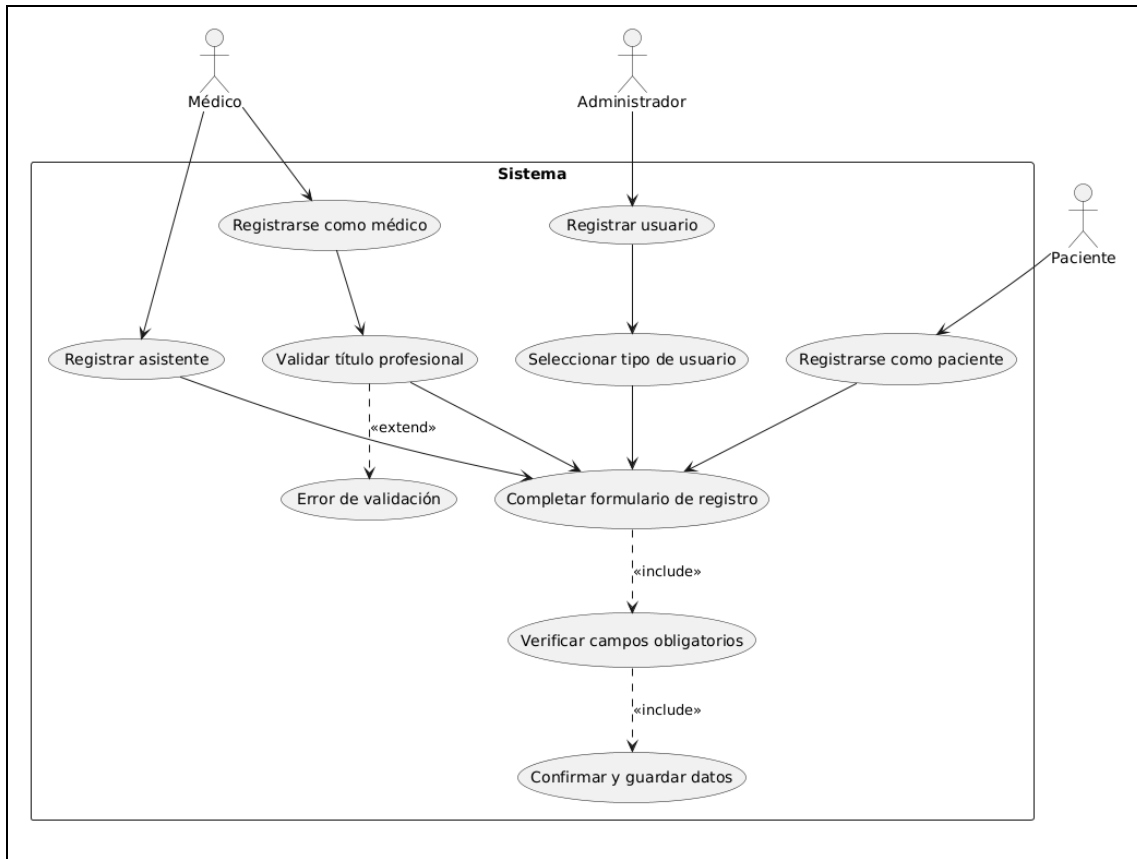 Médico
Administrador
Sistema
Registrarse como médico
Registrar usuario
Paciente
Registrar asistente
Validar título profesional
Seleccionar tipo de usuario
Registrarse como paciente
«extend»
Error de validación
Completar formulario de registro
«include»
Verificar campos obligatorios
«include»
Confirmar y guardar datos